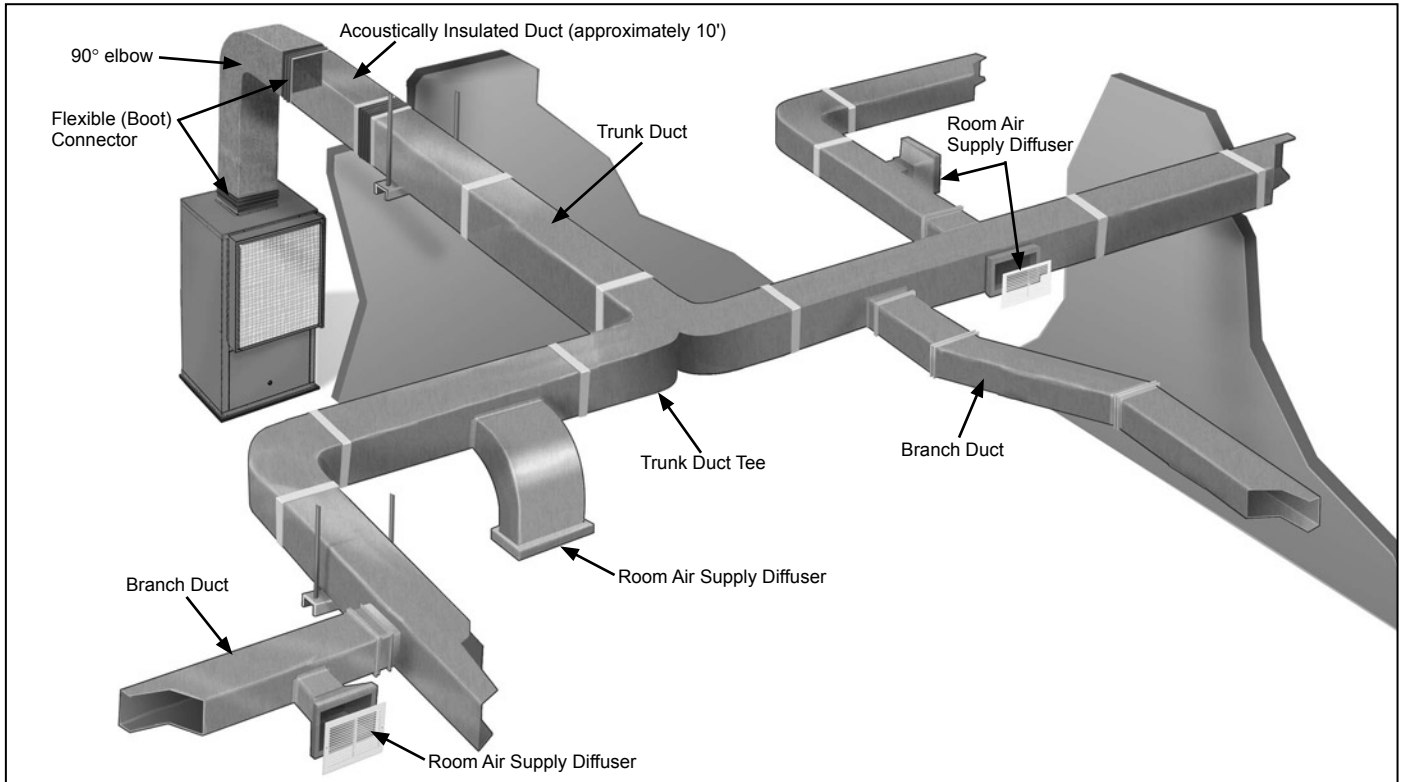 Acoustically Insulated Duct (approximately 10')
90° elbow
Flexible (Boot)
Connector
Trunk Duct
Room Air
Supply Diffuser
Trunk Duct Tee
Branch Duct
Room Air Supply Diffuser
Branch Duct
Room Air Supply Diffuser